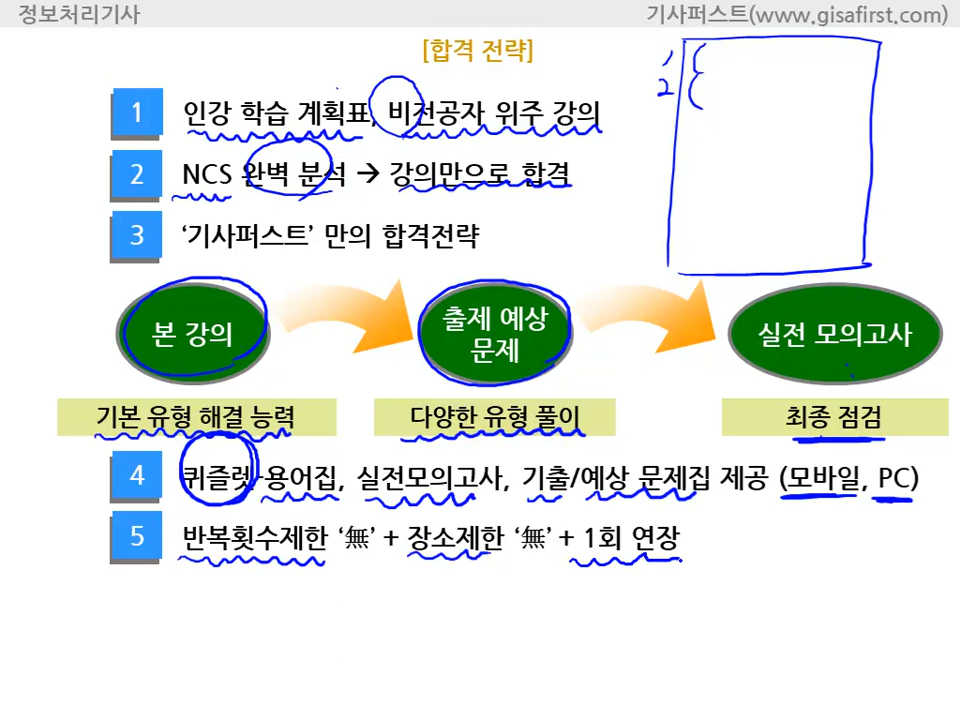 정보처리기사
기사퍼스트(www.gisafirst.com)
[합격 전략]
1 인강 학습 계획표, 비전공자 위주 강의
1
2
2 NCS 완벽 분석 → 강의만으로 합격
3 ‘기사퍼스트’ 만의 합격전략
본 강의
출제 예상
문제
실전 모의고사
기본 유형 해결 능력
다양한 유형 풀이
최종 점검
4 퀴즐렛-용어집, 실전모의고사, 기출/예상 문제집 제공 (모바일, PC)
5 반복횟수제한 ‘無’ + 장소제한 ‘無’ + 1회 연장